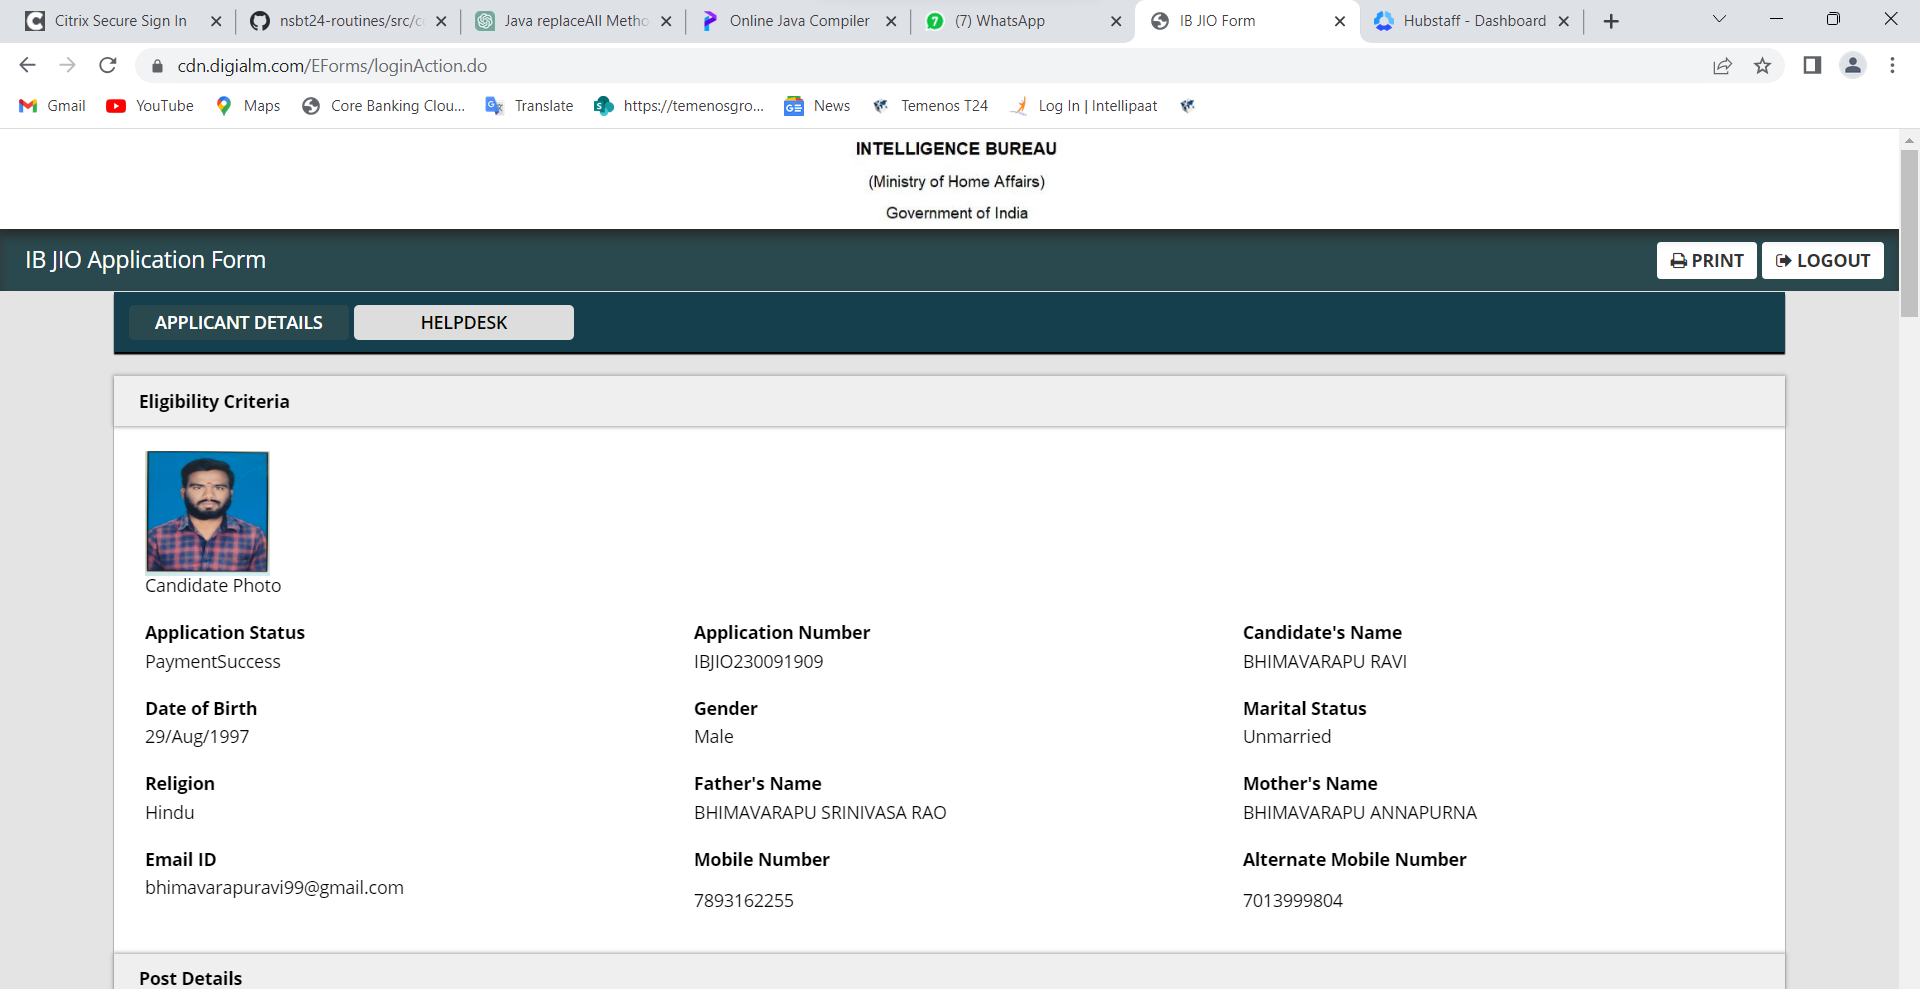 Citrix Secure Sign In
nsbt24-routines/src/c
Java replaceAll Metho
Online Java Compiler
(7) WhatsApp
IB JIO Form
Hubstaff - Dashboard
cdn.digialm.com/EForms/loginAction.do
Gmail
YouTube
Maps
Core Banking Clou...
Translate
https://temenosgro...
News
Temenos T24
Log In | Intellipaat
INTELLIGENCE BUREAU
(Ministry of Home Affairs)
Government of India
IB JIO Application Form
PRINT
LOGOUT
APPLICANT DETAILS
HELPDESK
Eligibility Criteria
Candidate Photo
Application Status
PaymentSuccess
Application Number
IBJIO230091909
Candidate's Name
BHIMAVARAPU RAVI
Date of Birth
29/Aug/1997
Gender
Male
Marital Status
Unmarried
Religion
Hindu
Father's Name
BHIMAVARAPU SRINIVASA RAO
Mother's Name
BHIMAVARAPU ANNAPURNA
Email ID
bhimavarapuravi99@gmail.com
Mobile Number
7893162255
Alternate Mobile Number
7013999804
Post Details